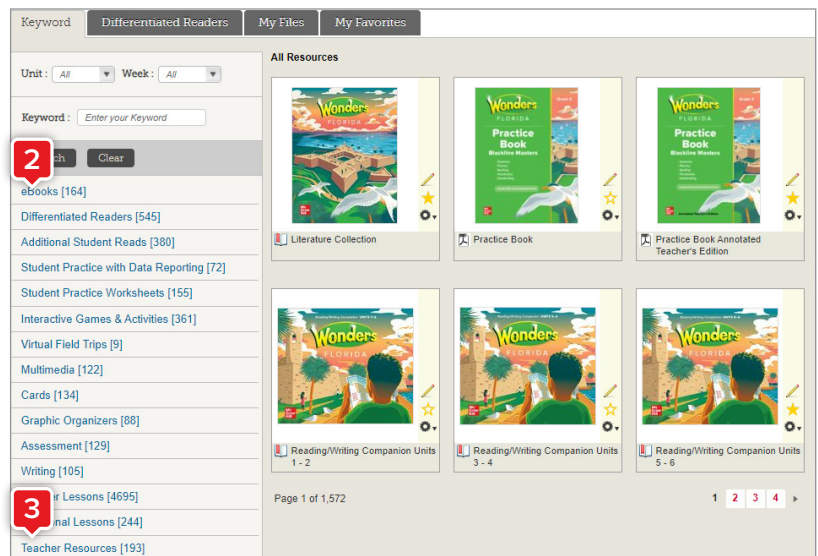 Keyword
Differentiated Readers
My Files
My Favorites
Unit : All
Week : All
Keyword : Enter your Keyword
2
Clear
eBooks [164]
Differentiated Readers [545]
Additional Student Reads [380]
Student Practice with Data Reporting [72]
Student Practice Worksheets [155]
Interactive Games & Activities [361]
Virtual Field Trips [9]
Multimedia [122]
Cards [134]
Graphic Organizers [88]
Assessment [129]
Writing [105]
Lessons [4695]
3
Lessons [244]
Teacher Resources [193]
All Resources
Wonders
FLORIDA
Literature Collection
Wonders
FLORIDA
Practice
Book
Blackline Masters
Practice Book
Wonders
FLORIDA
Practice
Book
Blackline Masters
Practice Book Annotated
Teacher's Edition
Wonders
FLORIDA
Reading/Writing Companion Units
1 - 2
Wonders
FLORIDA
Reading/Writing Companion Units
3 - 4
Wonders
FLORIDA
Reading/Writing Companion Units
5 - 6
Page 1 of 1,572
1 2 3 4